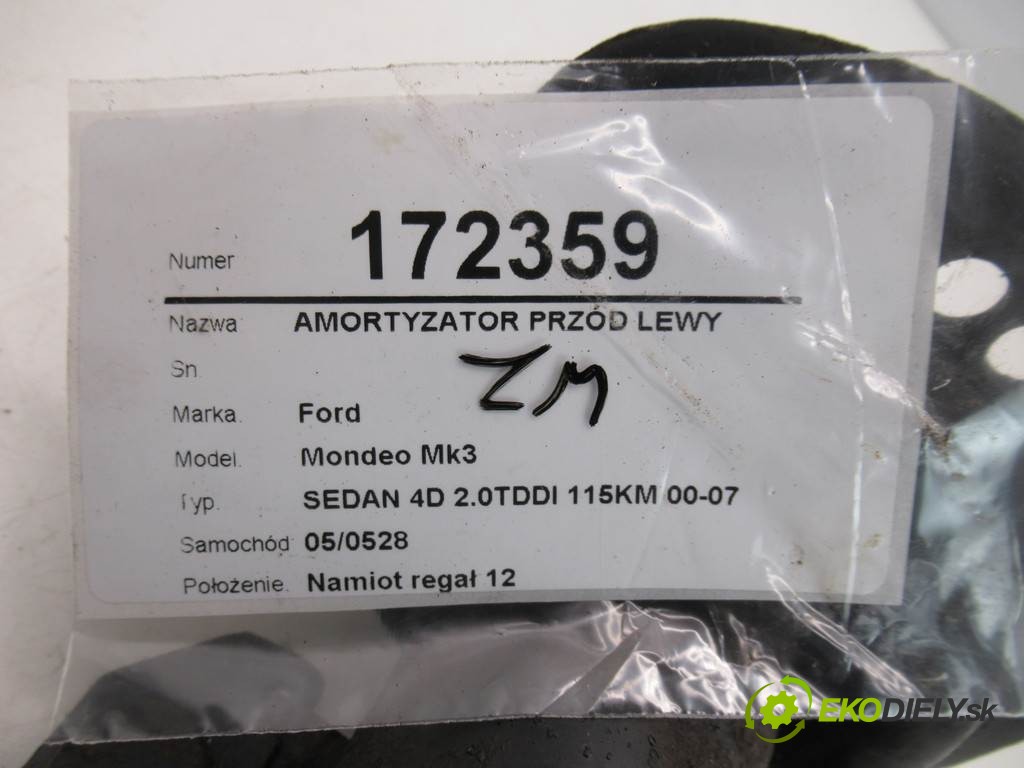 Numer 172359
Nazwa AMORTYZATOR PRZÓD LEWY
Sn
ZM
Marka. Ford
Model. Mondeo Mk3
Typ. SEDAN 4D 2.0TDDI 115KM 00-07
Samochód 05/0528
Położenie. Namiot regał 12
EKODIELY.sk